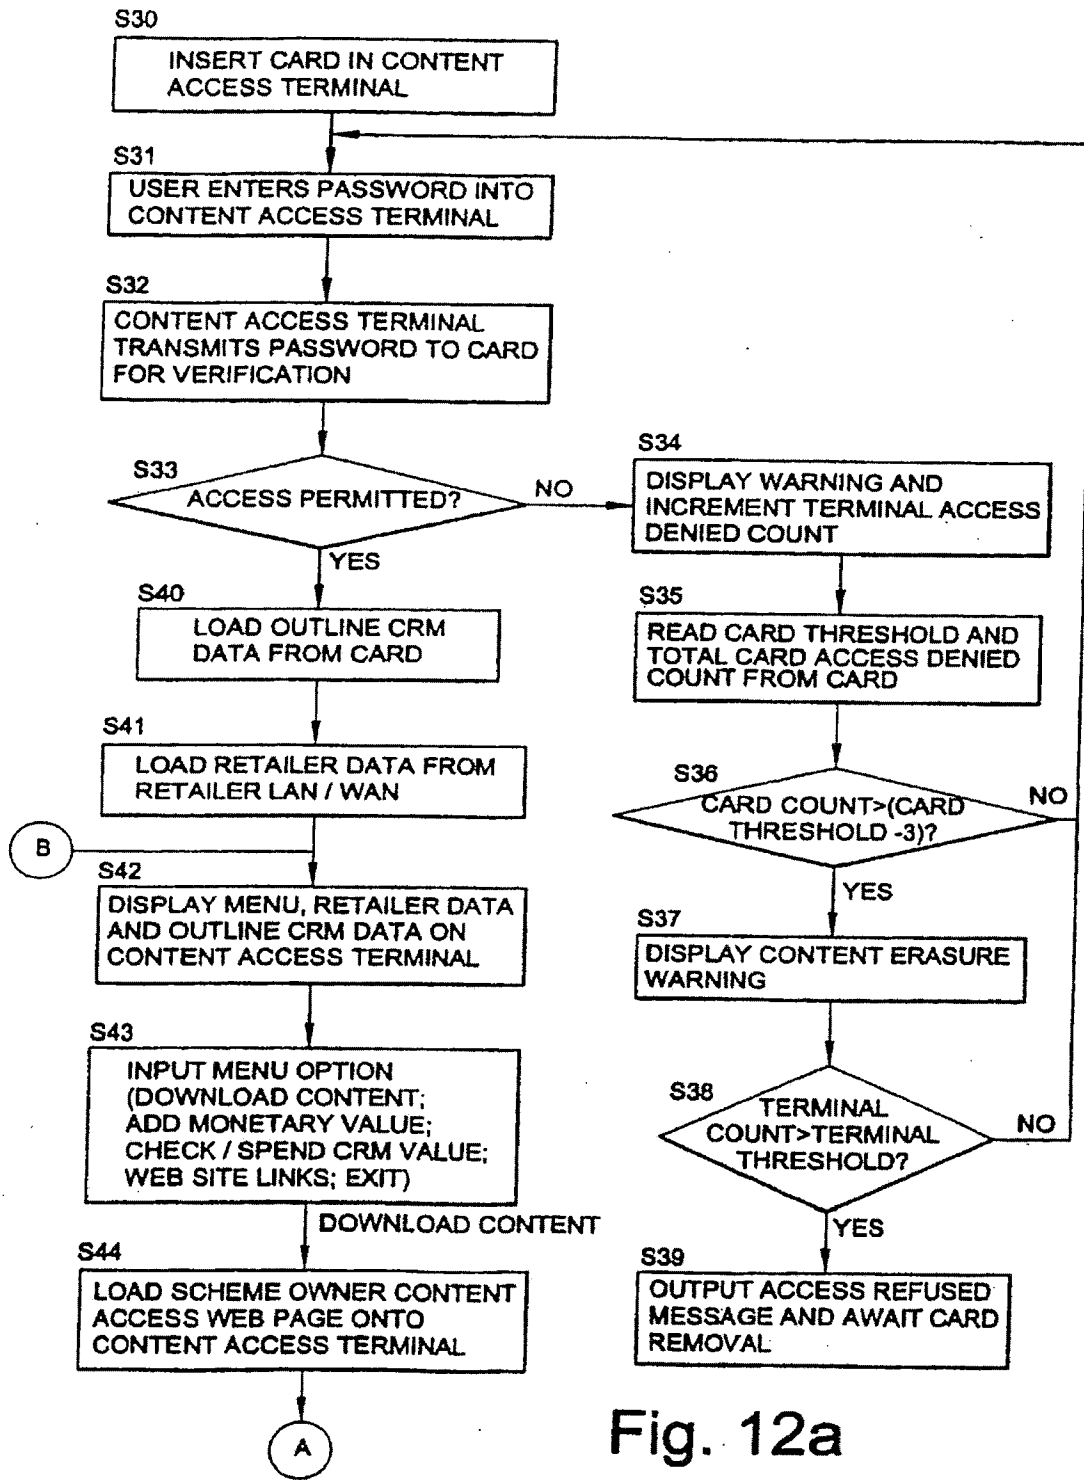 S30
INSERT CARD IN CONTENT
ACCESS TERMINAL
S31
USER ENTERS PASSWORD INTO
CONTENT ACCESS TERMINAL
S32
CONTENT ACCESS TERMINAL
TRANSMITS PASSWORD TO CARD
FOR VERIFICATION
S33
ACCESS PERMITTED?
NO
YES
S34
DISPLAY WARNING AND
INCREMENT TERMINAL ACCESS
DENIED COUNT
S35
READ CARD THRESHOLD AND
TOTAL CARD ACCESS DENIED
COUNT FROM CARD
S36
CARD COUNT>(CARD
THRESHOLD -3)?
NO
YES
S37
DISPLAY CONTENT ERASURE
WARNING
S38
TERMINAL
COUNT>TERMINAL
THRESHOLD?
NO
YES
S39
OUTPUT ACCESS REFUSED
MESSAGE AND AWAIT CARD
REMOVAL
S40
LOAD OUTLINE CRM
DATA FROM CARD
S41
LOAD RETAILER DATA FROM
RETAILER LAN / WAN
B
S42
DISPLAY MENU, RETAILER DATA
AND OUTLINE CRM DATA ON
CONTENT ACCESS TERMINAL
S43
INPUT MENU OPTION
(DOWNLOAD CONTENT;
ADD MONETARY VALUE;
CHECK / SPEND CRM VALUE;
WEB SITE LINKS; EXIT)
DOWNLOAD CONTENT
S44
LOAD SCHEME OWNER CONTENT
ACCESS WEB PAGE ONTO
CONTENT ACCESS TERMINAL
A
Fig. 12a